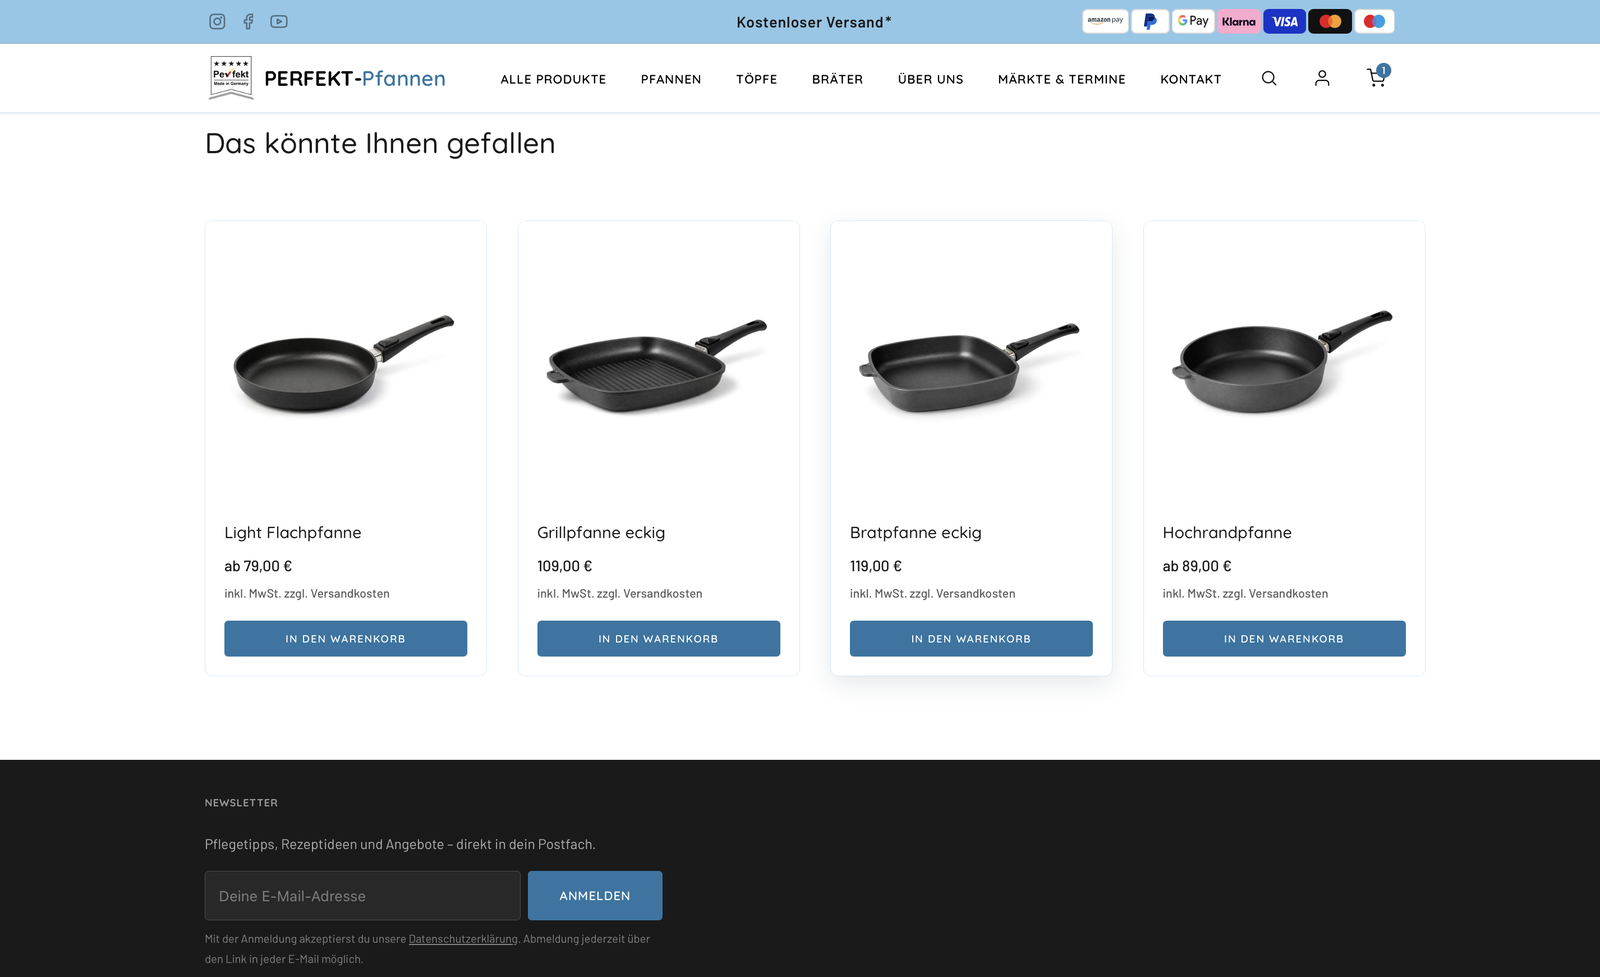 Kostenloser Versand*
amazon pay
G Pay
Klarna
VISA
Perfekt
Made in Germany
PERFEKT-Pfannen
ALLE PRODUKTE
PFANNEN
TÖPFE
BRÄTER
ÜBER UNS
MÄRKTE & TERMINE
KONTAKT
1
Das könnte Ihnen gefallen
Light Flachpfanne
ab 79,00 €
inkl. MwSt. zzgl. Versandkosten
IN DEN WARENKORB
Grillpfanne eckig
109,00 €
inkl. MwSt. zzgl. Versandkosten
IN DEN WARENKORB
Bratpfanne eckig
119,00 €
inkl. MwSt. zzgl. Versandkosten
IN DEN WARENKORB
Hochrandpfanne
ab 89,00 €
inkl. MwSt. zzgl. Versandkosten
IN DEN WARENKORB
NEWSLETTER
Pflegetipps, Rezeptideen und Angebote – direkt in dein Postfach.
Deine E-Mail-Adresse
ANMELDEN
Mit der Anmeldung akzeptierst du unsere Datenschutzerklärung. Abmeldung jederzeit über
den Link in jeder E-Mail möglich.